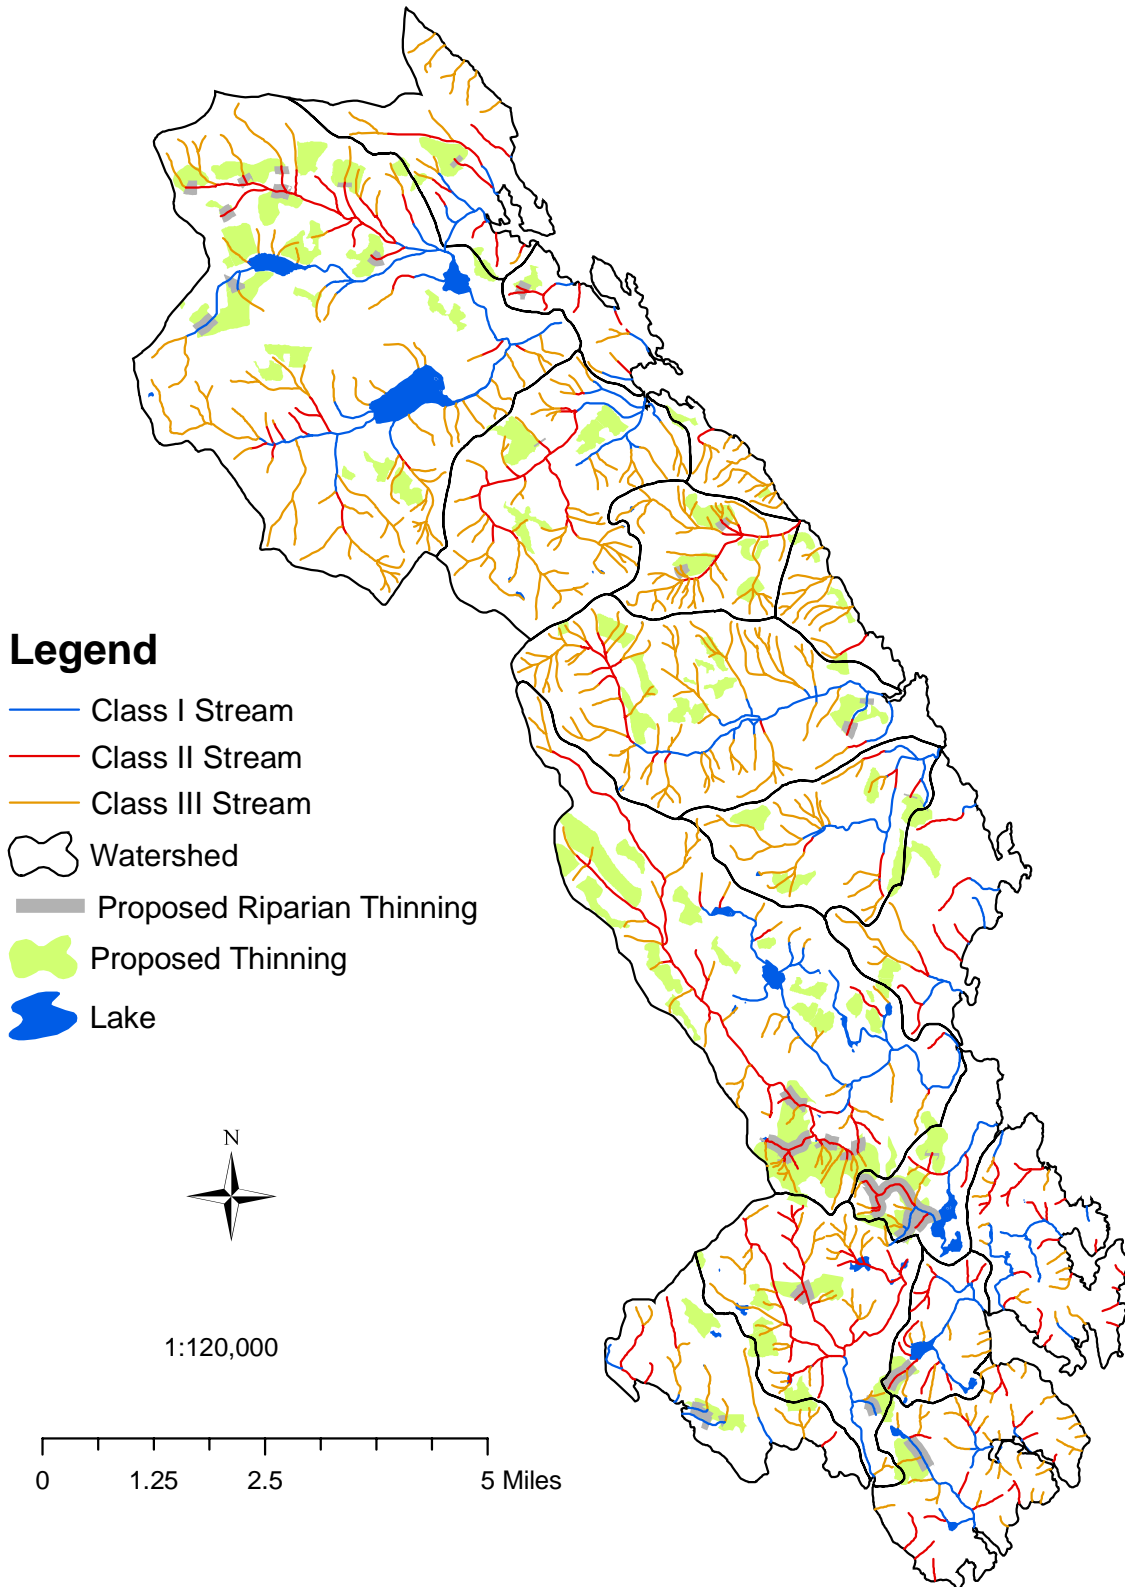 Legend
Class I Stream
Class II Stream
Class III Stream
Watershed
Proposed Riparian Thinning
Proposed Thinning
Lake
N
1:120,000
0 1.25 2.5 5 Miles